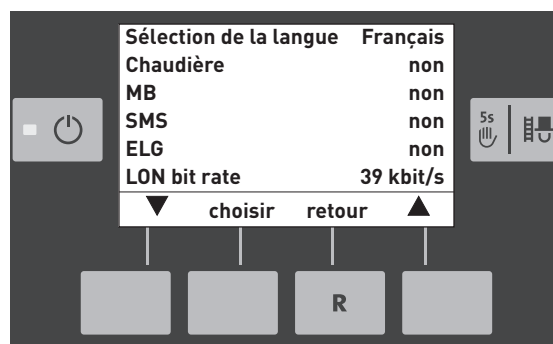 Sélection de la langue Français
Chaudière non
MB non
SMS non
ELG non
LON bit rate 39 kbit/s
choisir retour
5s
R